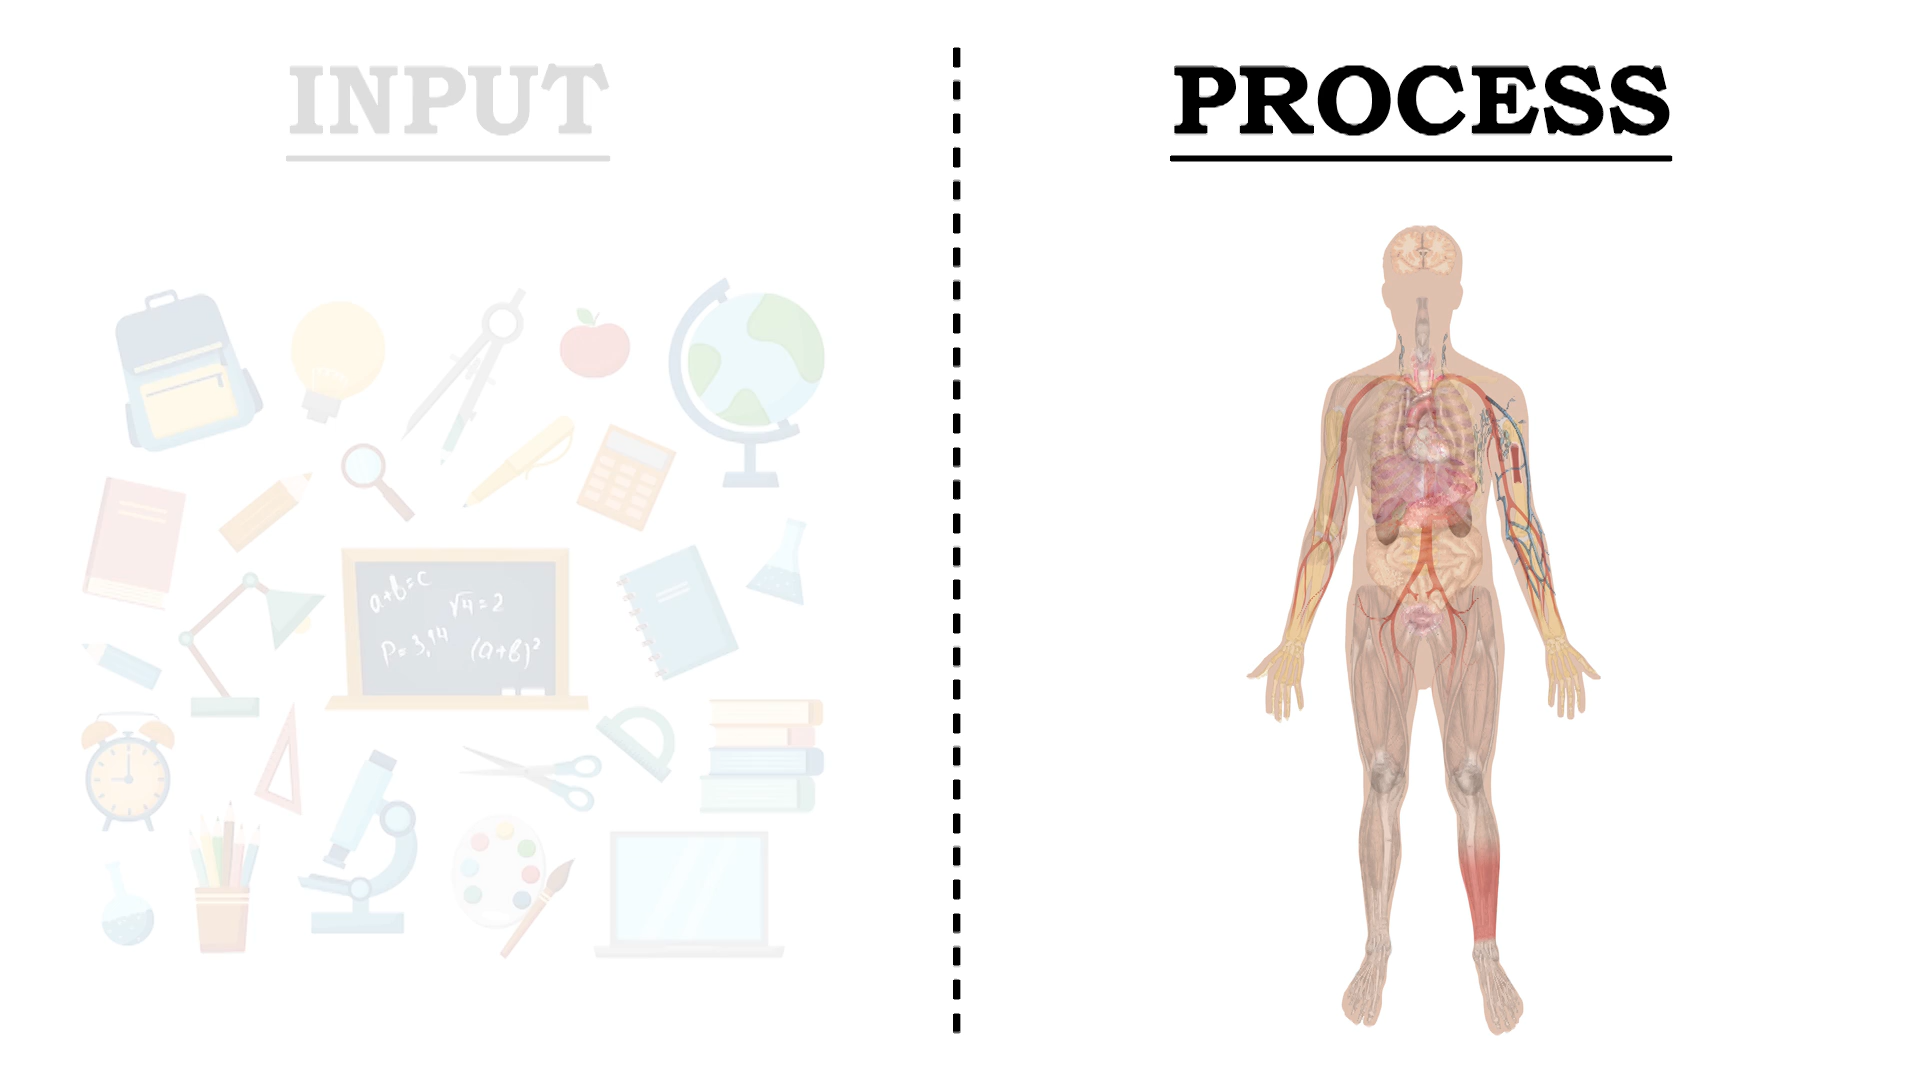 INPUT
PROCESS
a+b=c
√4=2
P=3,14
(a+b)²